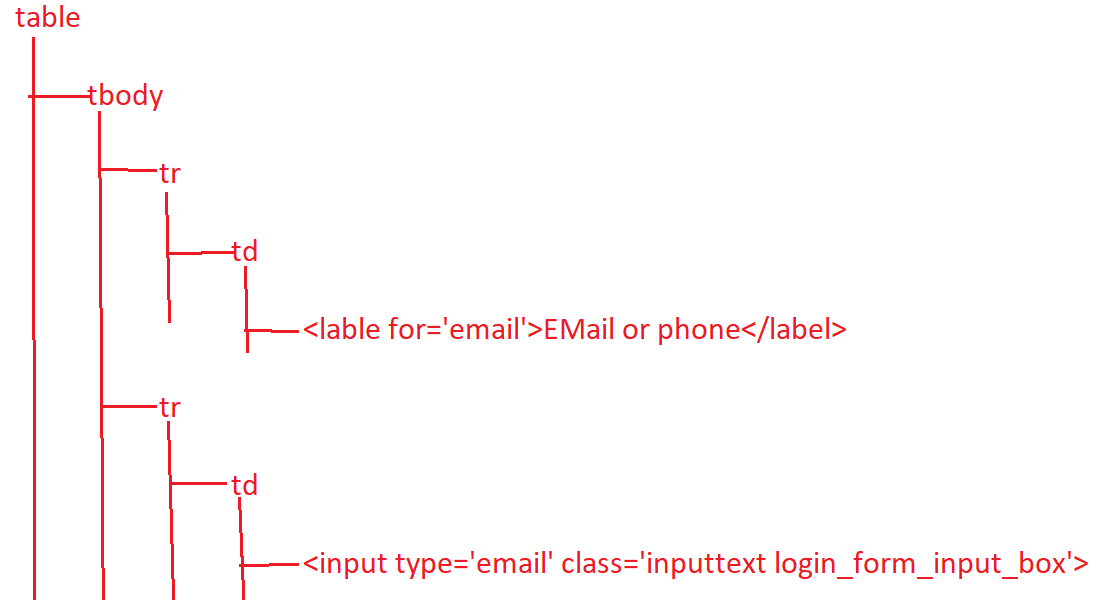 table
tbody
tr
td
<lable for='email'>EMail or phone</label>
tr
td
<input type='email' class='inputtext login_form_input_box'>